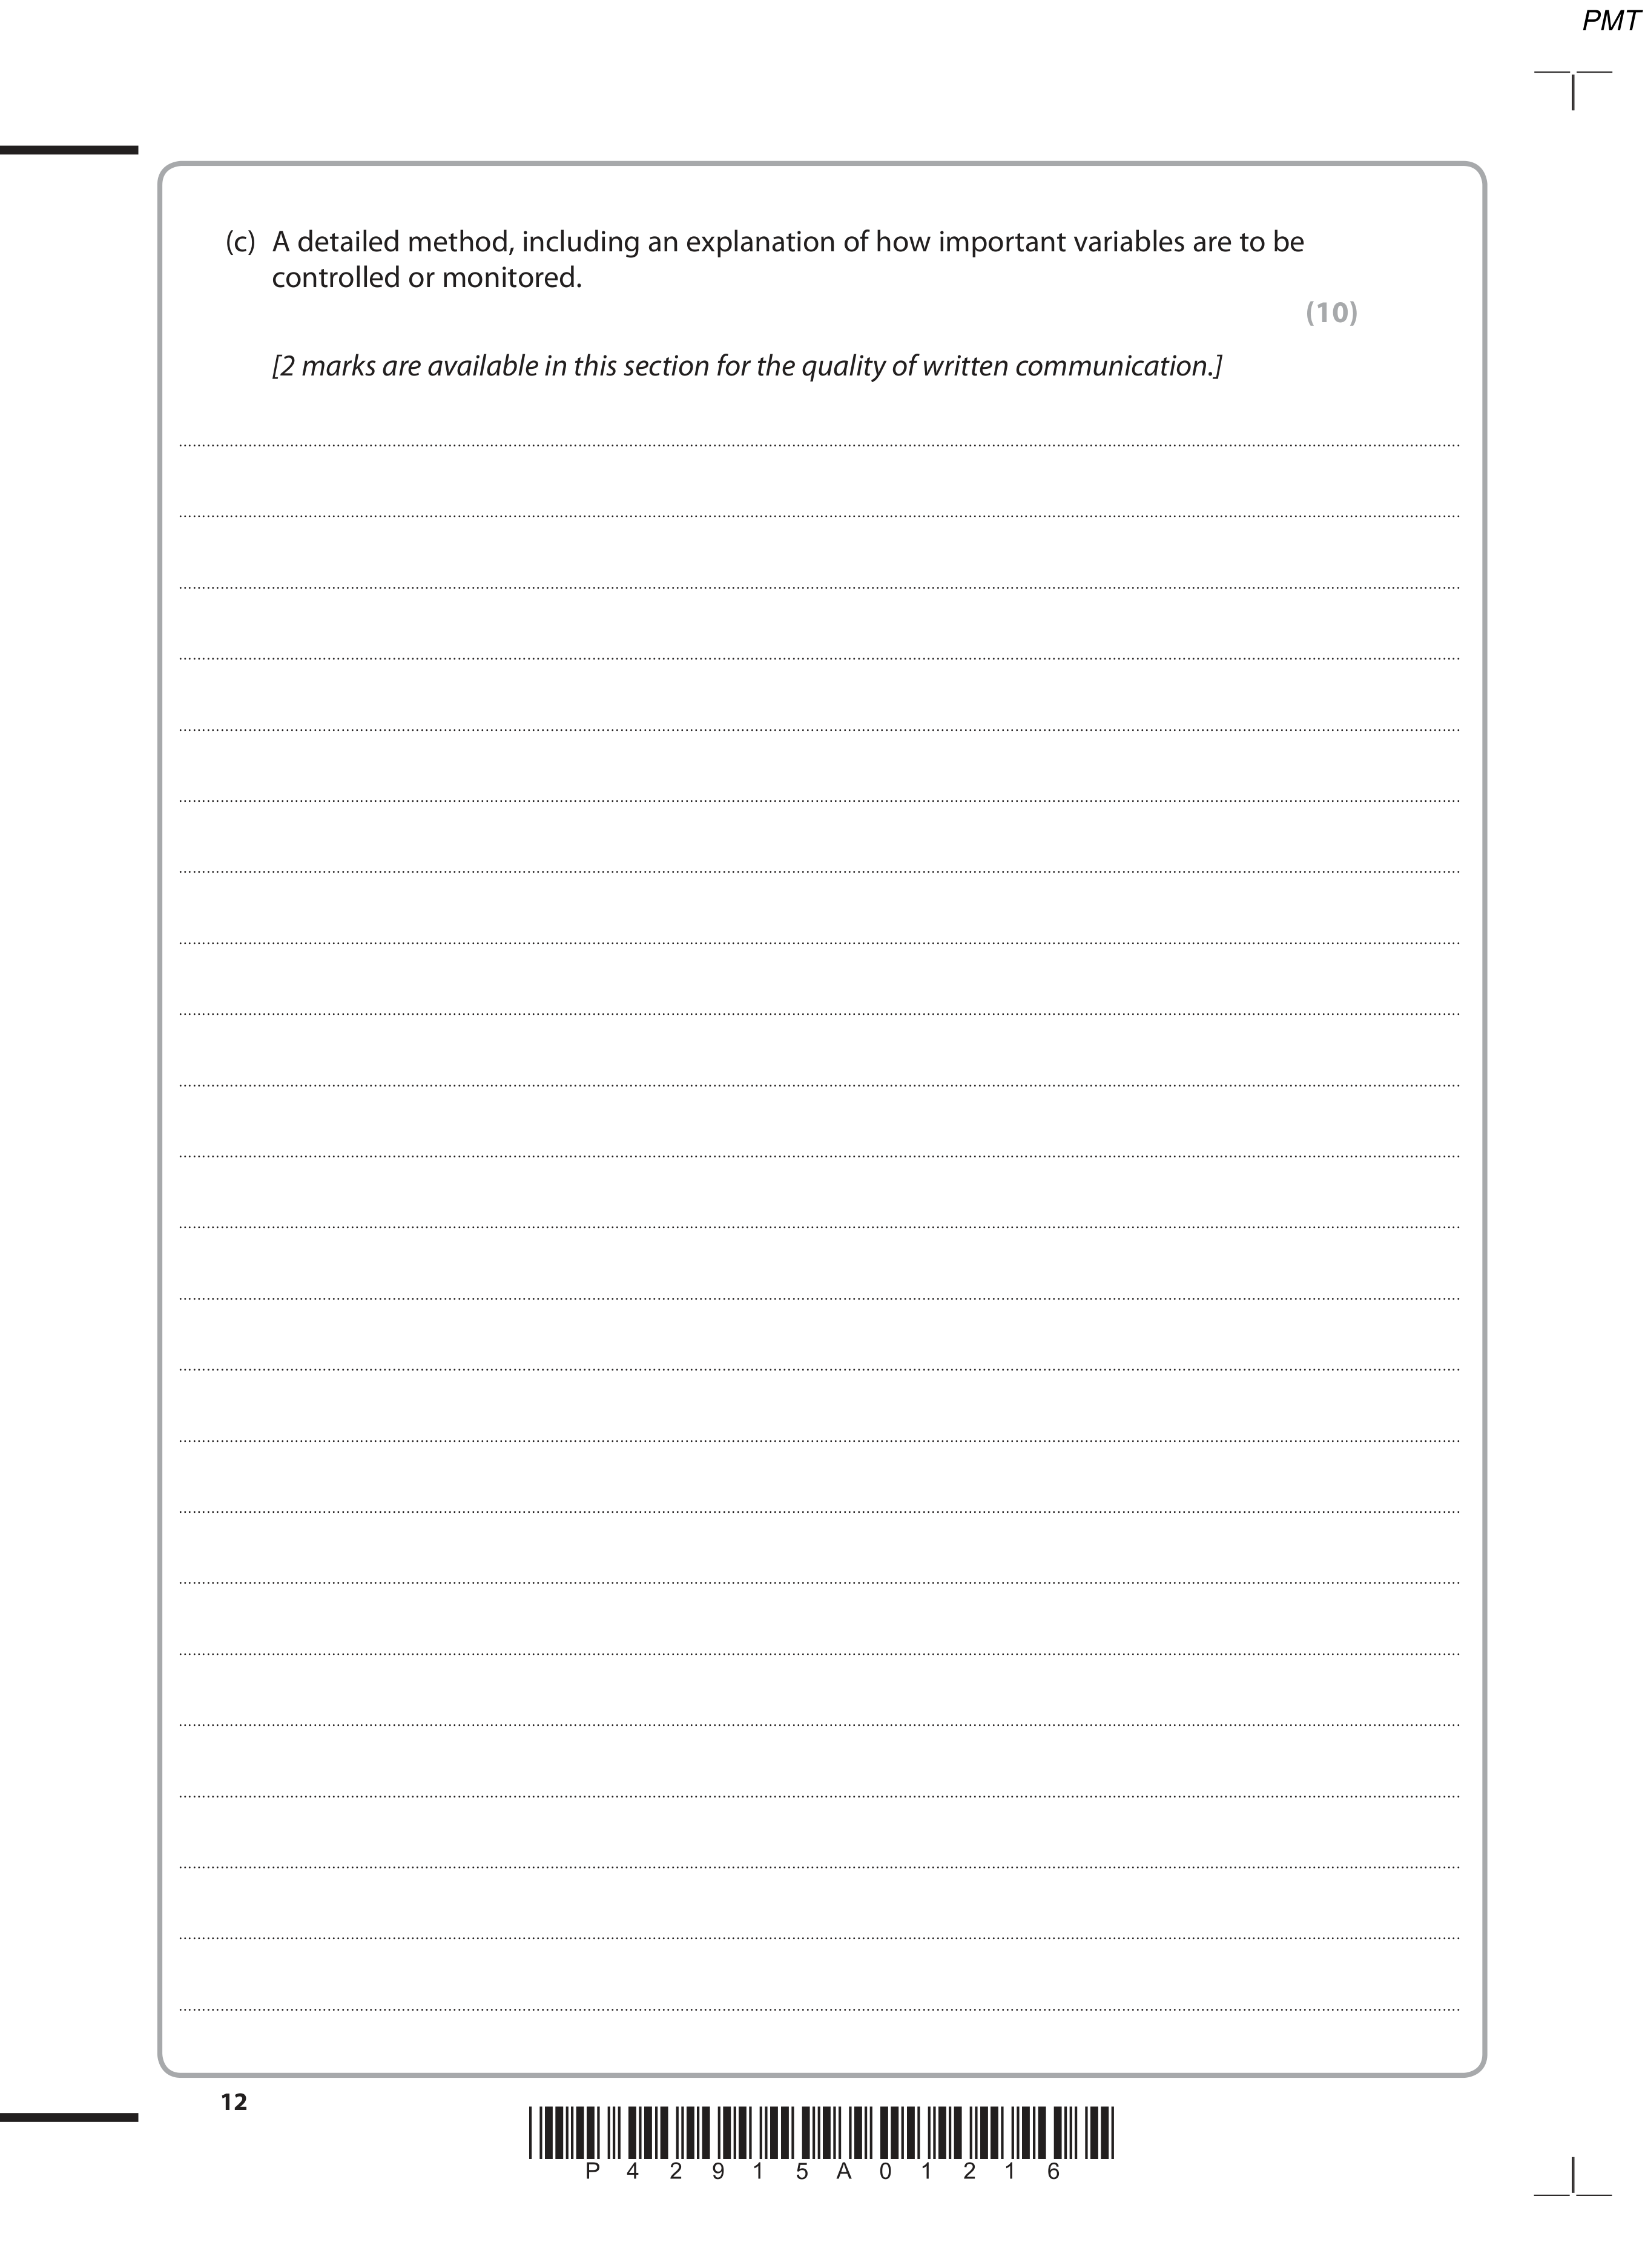 PMT
(c) A detailed method, including an explanation of how important variables are to be
controlled or monitored.
(10)
[2 marks are available in this section for the quality of written communication.]
12
P 4 2 9 1 5 A 0 1 2 1 6